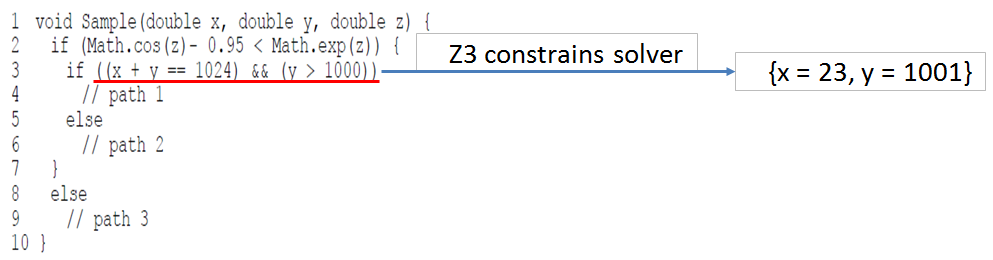 1 void Sample(double x, double y, double z) {
2 if (Math.cos(z)- 0.95 < Math.exp(z)) {
3 if ((x + y == 1024) && (y > 1000))
4 // path 1
5 else
6 // path 2
7 }
8 else
9 // path 3
10 }
Z3 constrains solver
{x = 23, y = 1001}